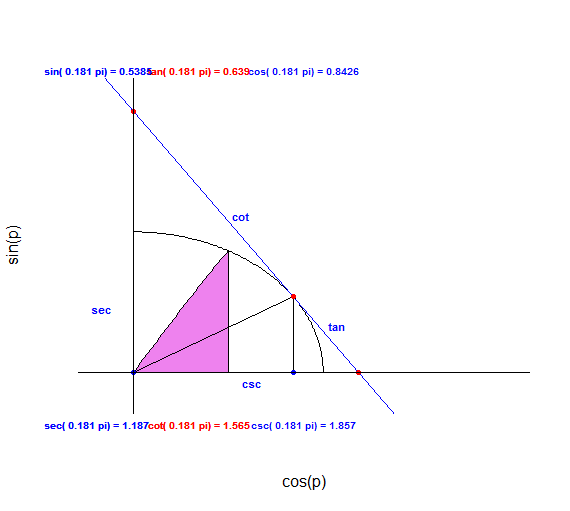 sin( 0.181 pi) = 0.5385 tan( 0.181 pi) = 0.639 cos( 0.181 pi) = 0.8426
cot
sin(p)
sec
tan
csc
sec( 0.181 pi) = 1.187 cot( 0.181 pi) = 1.565 csc( 0.181 pi) = 1.857
cos(p)